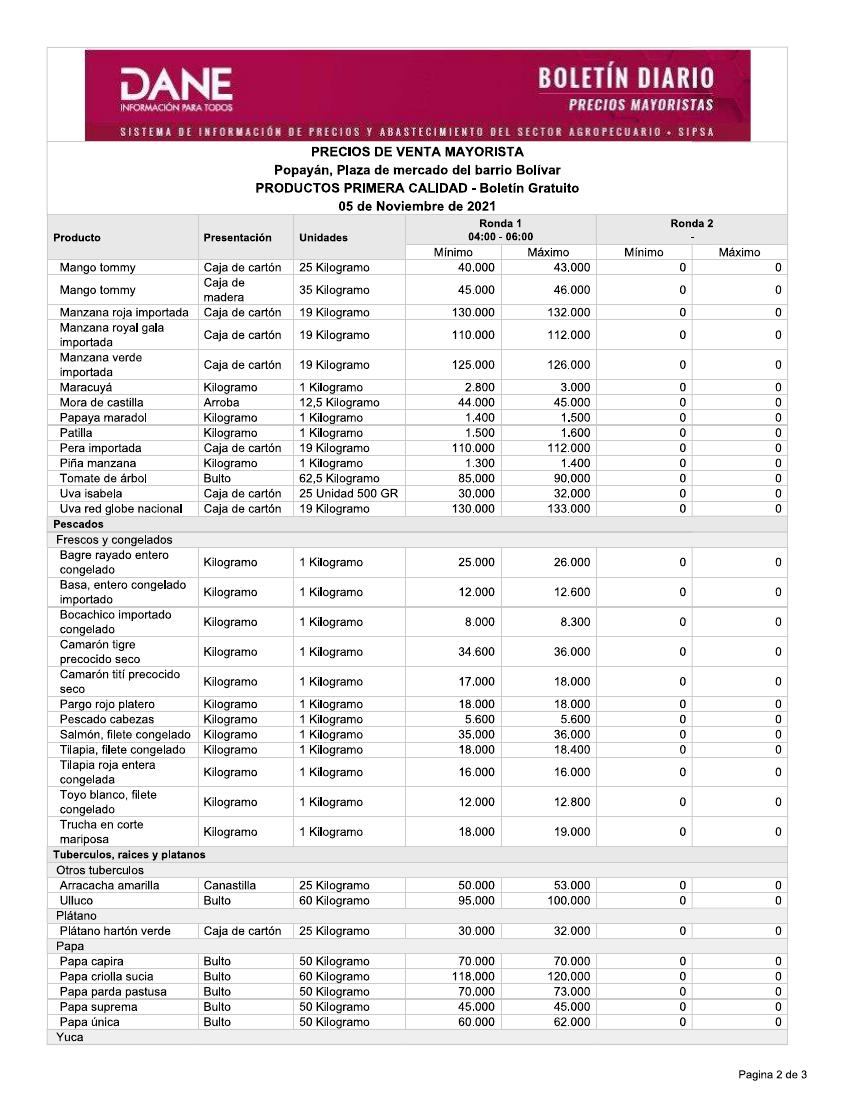 DANE
INFORMACIÓN PARA TODOS
BOLETÍN DIARIO
PRECIOS MAYORISTAS
SISTEMA DE INFORMACIÓN DE PRECIOS Y ABASTECIMIENTO DEL SECTOR AGROPECUARIO • SIPSA
PRECIOS DE VENTA MAYORISTA
Popayán, Plaza de mercado del barrio Bolívar
PRODUCTOS PRIMERA CALIDAD - Boletín Gratuito
05 de Noviembre de 2021
Producto Presentación Unidades Ronda 1 04:00 - 06:00 Ronda 2 -
Mínimo Máximo Mínimo Máximo
Mango tommy Caja de cartón 25 Kilogramo 40.000 43.000 0 0
Mango tommy Caja de madera 35 Kilogramo 45.000 46.000 0 0
Manzana roja importada Caja de cartón 19 Kilogramo 130.000 132.000 0 0
Manzana royal gala importada Caja de cartón 19 Kilogramo 110.000 112.000 0 0
Manzana verde importada Caja de cartón 19 Kilogramo 125.000 126.000 0 0
Maracuyá Kilogramo 1 Kilogramo 2.800 3.000 0 0
Mora de castilla Arroba 12,5 Kilogramo 44.000 45.000 0 0
Papaya maradol Kilogramo 1 Kilogramo 1.400 1.500 0 0
Patilla Kilogramo 1 Kilogramo 1.500 1.600 0 0
Pera importada Caja de cartón 19 Kilogramo 110.000 112.000 0 0
Piña manzana Kilogramo 1 Kilogramo 1.300 1.400 0 0
Tomate de árbol Bulto 62,5 Kilogramo 85.000 90.000 0 0
Uva isabela Caja de cartón 25 Unidad 500 GR 30.000 32.000 0 0
Uva red globe nacional Caja de cartón 19 Kilogramo 130.000 133.000 0 0
Pescados
Frescos y congelados
Bagre rayado entero congelado Kilogramo 1 Kilogramo 25.000 26.000 0 0
Basa, entero congelado importado Kilogramo 1 Kilogramo 12.000 12.600 0 0
Bocachico importado congelado Kilogramo 1 Kilogramo 8.000 8.300 0 0
Camarón tigre precocido seco Kilogramo 1 Kilogramo 34.600 36.000 0 0
Camarón tití precocido seco Kilogramo 1 Kilogramo 17.000 18.000 0 0
Pargo rojo platero Kilogramo 1 Kilogramo 18.000 18.000 0 0
Pescado cabezas Kilogramo 1 Kilogramo 5.600 5.600 0 0
Salmón, filete congelado Kilogramo 1 Kilogramo 35.000 36.000 0 0
Tilapia, filete congelado Kilogramo 1 Kilogramo 18.000 18.400 0 0
Tilapia roja entera congelada Kilogramo 1 Kilogramo 16.000 16.000 0 0
Toyo blanco, filete congelado Kilogramo 1 Kilogramo 12.000 12.800 0 0
Trucha en corte mariposa Kilogramo 1 Kilogramo 18.000 19.000 0 0
Tuberculos, raices y platanos
Otros tuberculos
Arracacha amarilla Canastilla 25 Kilogramo 50.000 53.000 0 0
Ulluco Bulto 60 Kilogramo 95.000 100.000 0 0
Plátano
Plátano hartón verde Caja de cartón 25 Kilogramo 30.000 32.000 0 0
Papa
Papa capira Bulto 50 Kilogramo 70.000 70.000 0 0
Papa criolla sucia Bulto 60 Kilogramo 118.000 120.000 0 0
Papa parda pastusa Bulto 50 Kilogramo 70.000 73.000 0 0
Papa suprema Bulto 50 Kilogramo 45.000 45.000 0 0
Papa única Bulto 50 Kilogramo 60.000 62.000 0 0
Yuca
Pagina 2 de 3